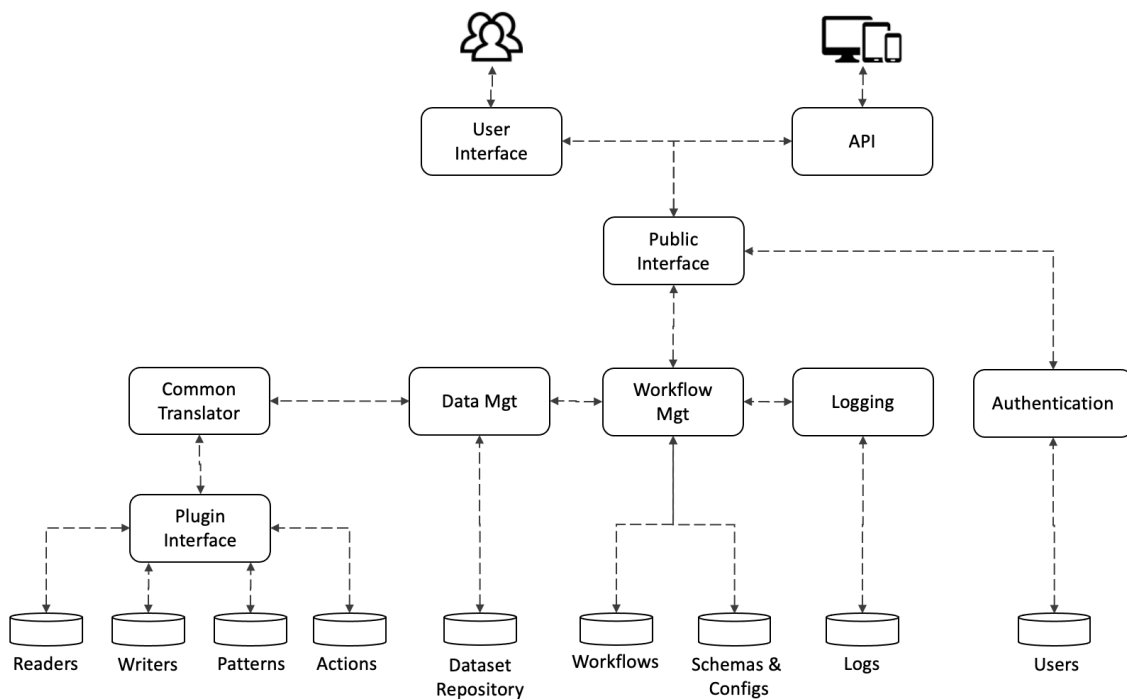 User
Interface
API
Public
Interface
Common
Translator
Data Mgt
Workflow
Mgt
Logging
Authentication
Plugin
Interface
Readers
Writers
Patterns
Actions
Dataset
Repository
Workflows
Schemas &
Configs
Logs
Users